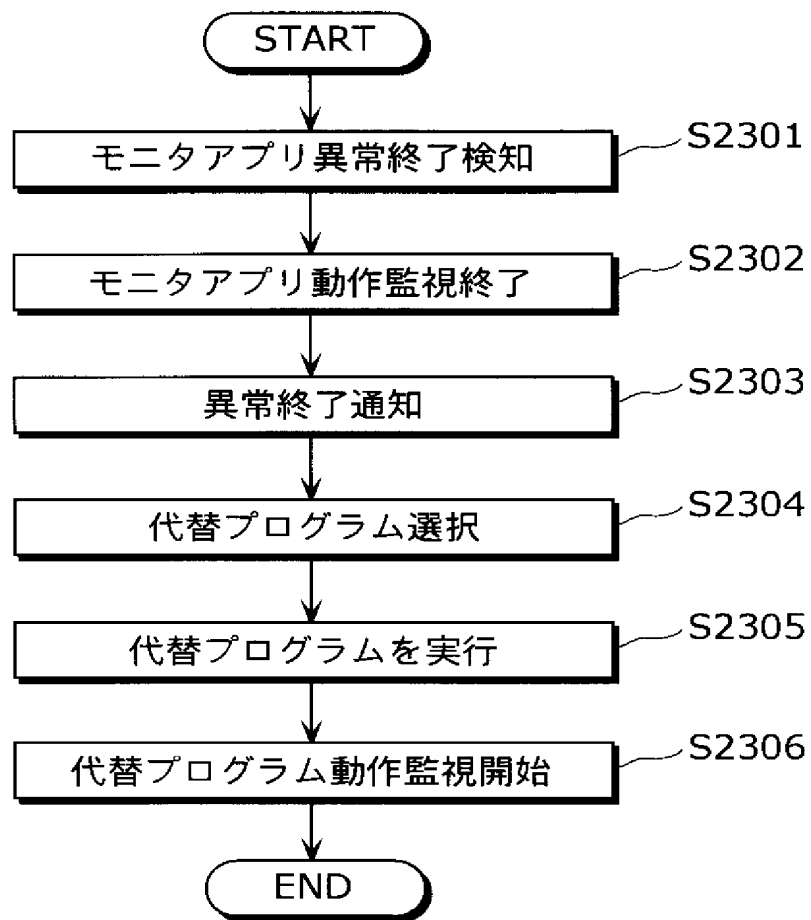 START
モニタアプリ異常終了検知
S2301
モニタアプリ動作監視終了
S2302
異常終了通知
S2303
代替プログラム選択
S2304
代替プログラムを実行
S2305
代替プログラム動作監視開始
S2306
END